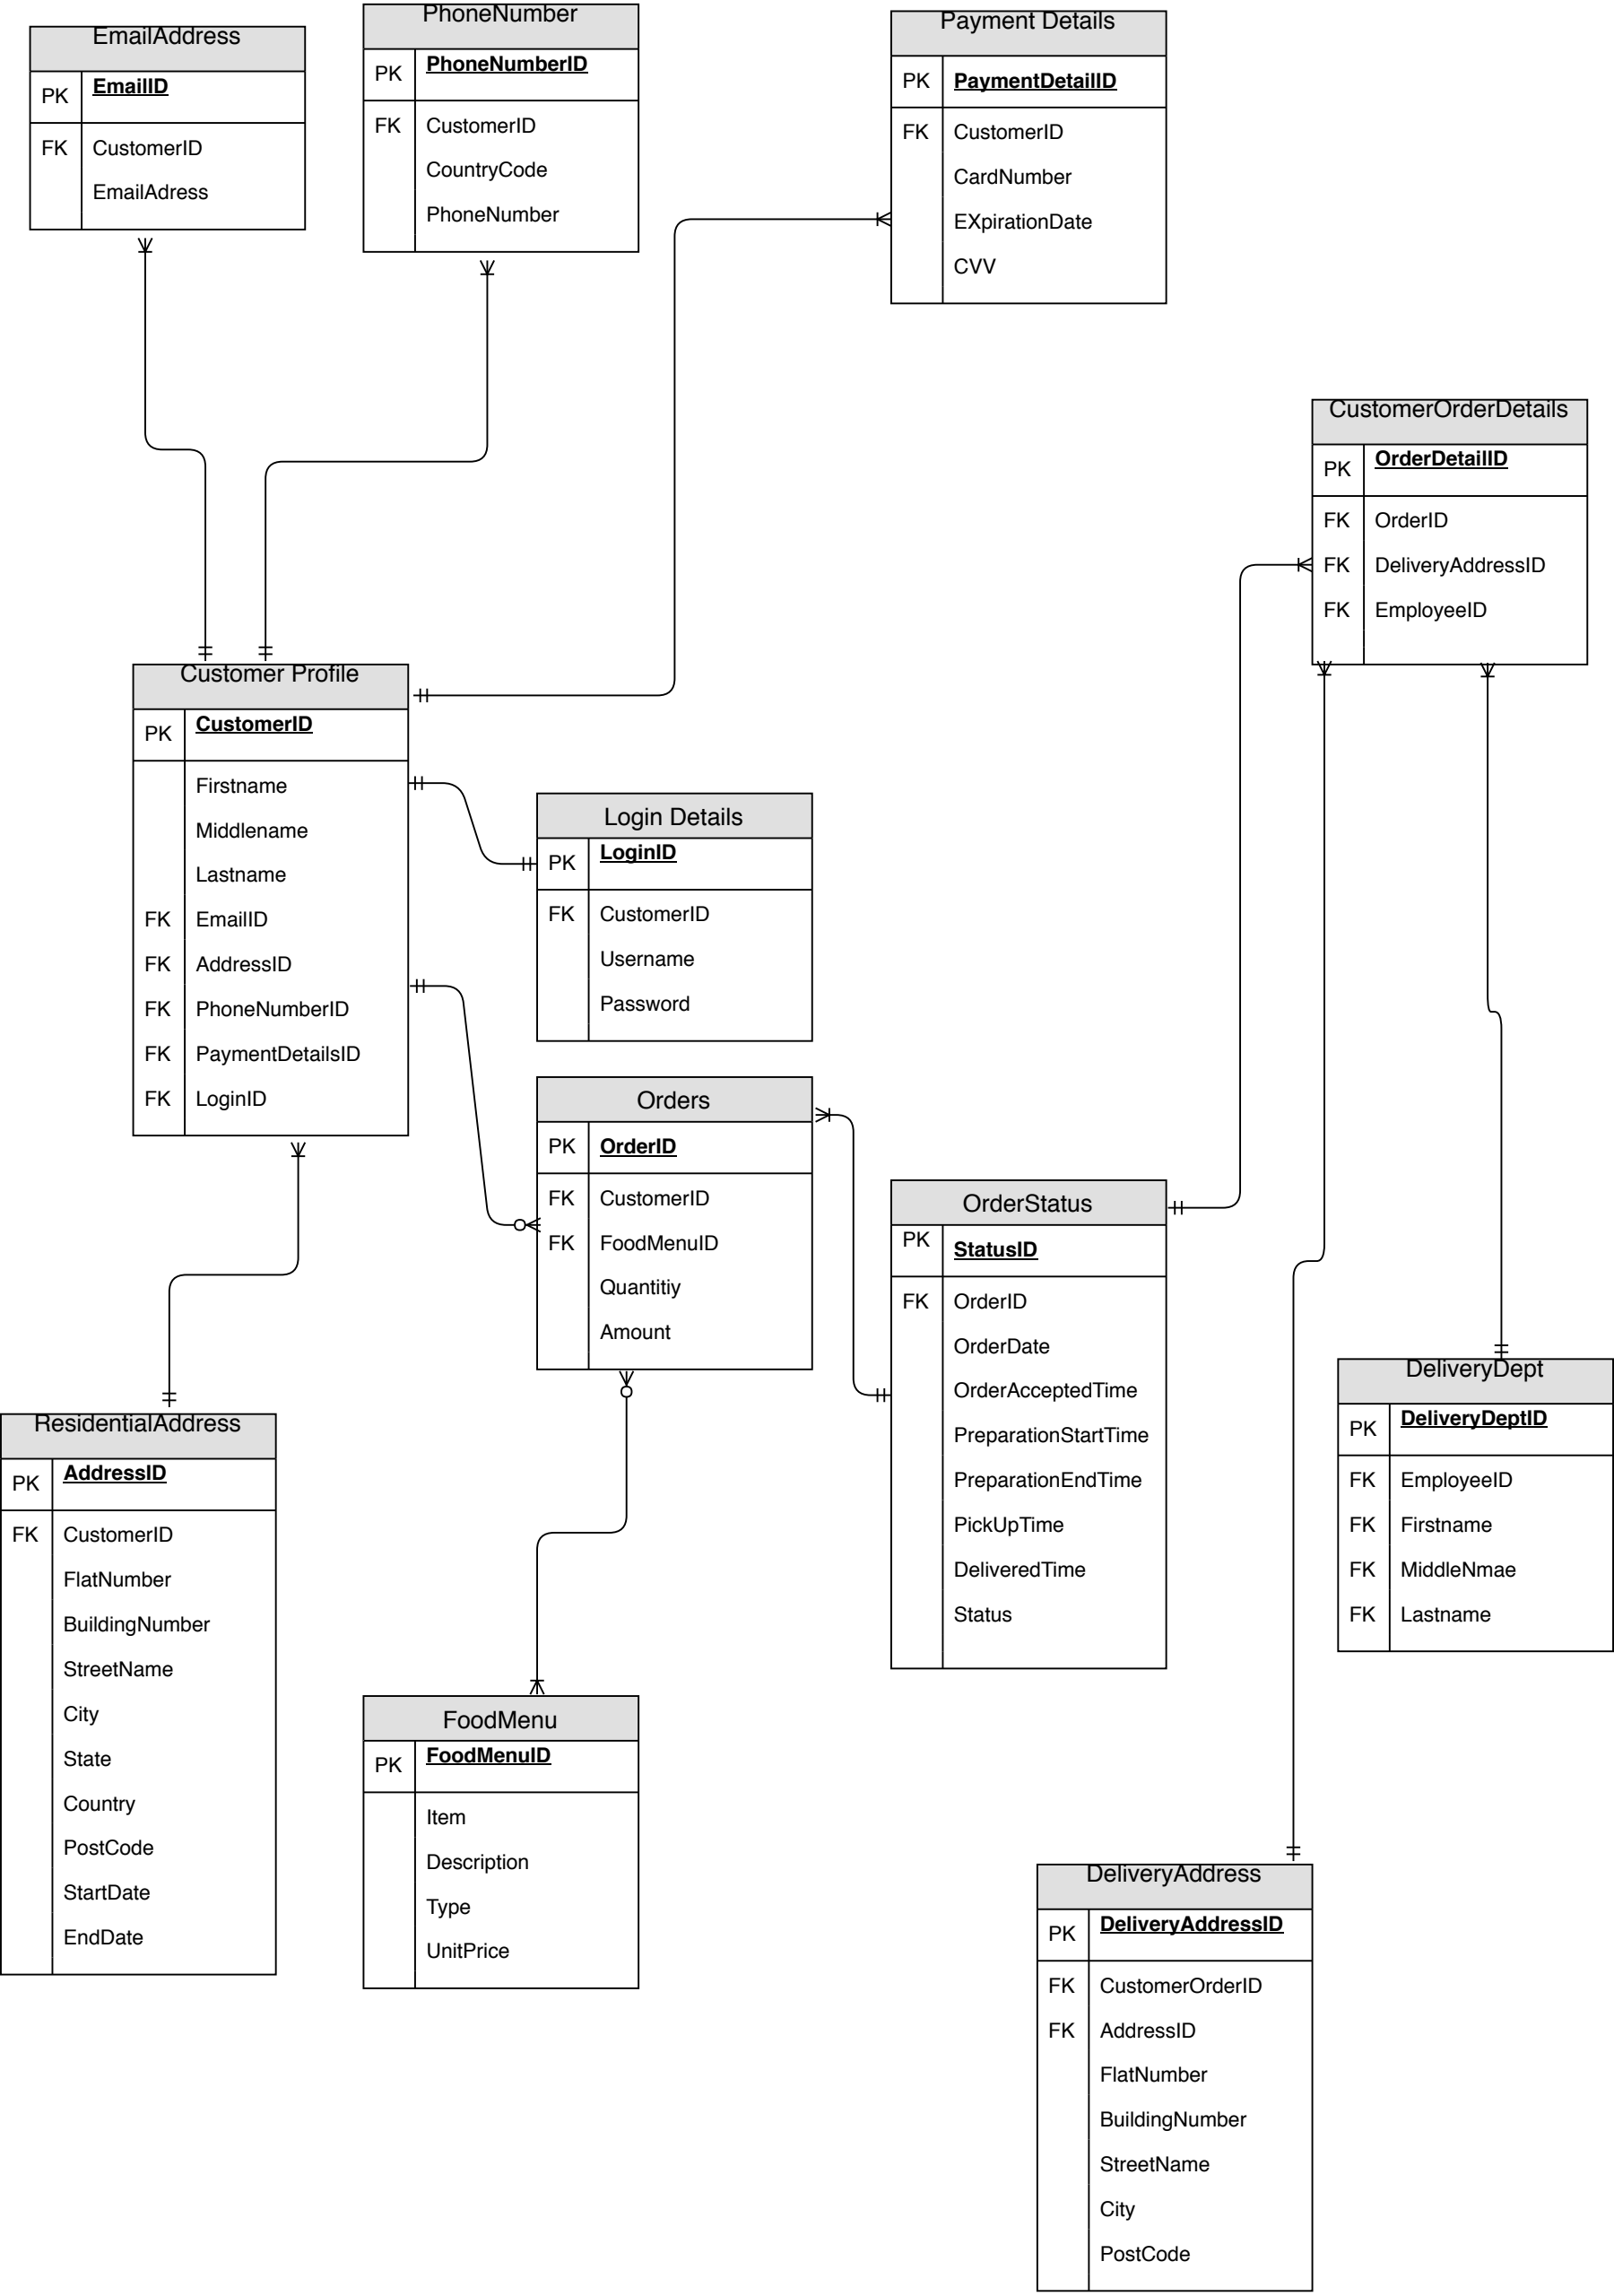 EmailAddress
PK EmailID
FK CustomerID
EmailAdress
PhoneNumber
PK PhoneNumberID
FK CustomerID
CountryCode
PhoneNumber
Payment Details
PK PaymentDetailID
FK CustomerID
CardNumber
EXpirationDate
CVV
CustomerOrderDetails
PK OrderDetailID
FK OrderID
FK DeliveryAddressID
FK EmployeeID
Customer Profile
PK CustomerID
Firstname
Middlename
Lastname
FK EmailID
FK AddressID
FK PhoneNumberID
FK PaymentDetailsID
FK LoginID
Login Details
PK LoginID
FK CustomerID
Username
Password
Orders
PK OrderID
FK CustomerID
FK FoodMenuID
Quantitiy
Amount
OrderStatus
PK StatusID
FK OrderID
OrderDate
OrderAcceptedTime
PreparationStartTime
PreparationEndTime
PickUpTime
DeliveredTime
Status
DeliveryDept
PK DeliveryDeptID
FK EmployeeID
FK Firstname
FK MiddleNmae
FK Lastname
ResidentialAddress
PK AddressID
FK CustomerID
FlatNumber
BuildingNumber
StreetName
City
State
Country
PostCode
StartDate
EndDate
FoodMenu
PK FoodMenuID
Item
Description
Type
UnitPrice
DeliveryAddress
PK DeliveryAddressID
FK CustomerOrderID
FK AddressID
FlatNumber
BuildingNumber
StreetName
City
PostCode